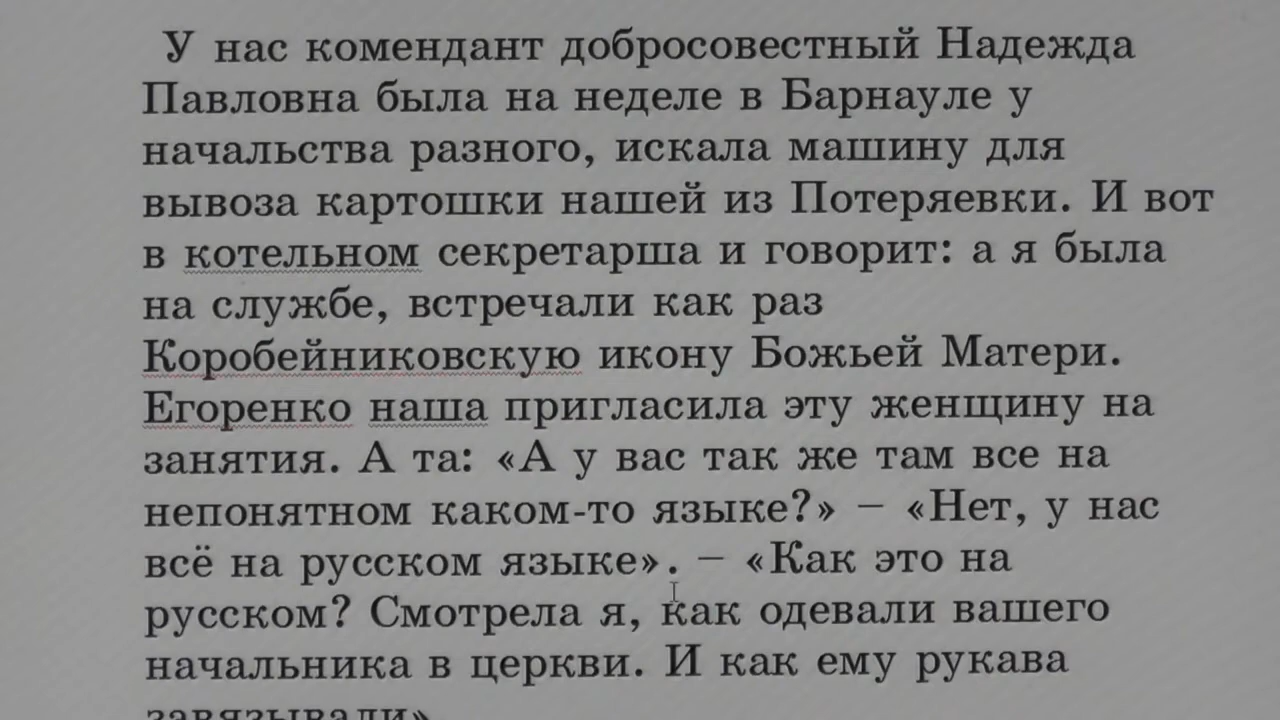 У нас комендант добросовестный Надежда
Павловна была на неделе в Барнауле у
начальства разного, искала машину для
вывоза картошки нашей из Потеряевки. И вот
в котельном секретарша и говорит: а я была
на службе, встречали как раз
Коробейниковскую икону Божьей Матери.
Егоренко наша пригласила эту женщину на
занятия. А та: «А у вас так же там все на
непонятном каком-то языке?» – «Нет, у нас
всё на русском языке». – «Как это на
русском? Смотрела я, как одевали вашего
начальника в церкви. И как ему рукава
завязывали»